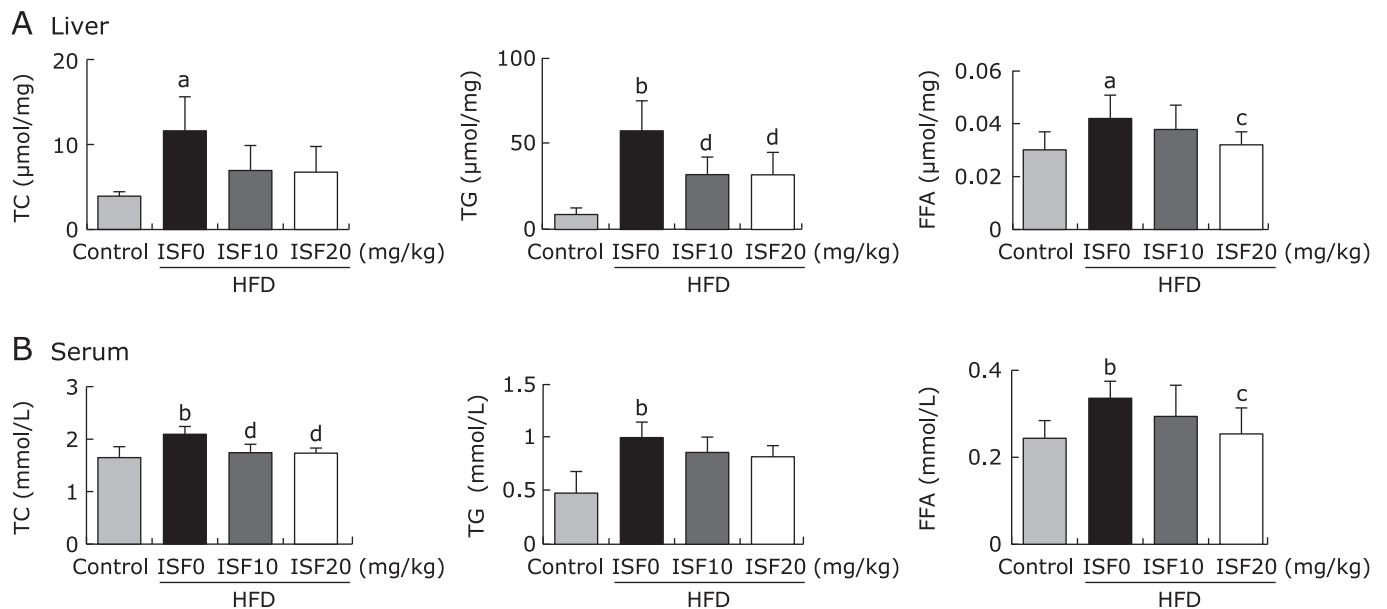 A Liver
TC (µmol/mg)
20
10
0
a
Control ISF0 ISF10 ISF20 (mg/kg)
HFD
TG (µmol/mg)
100
50
0
b
d
d
Control ISF0 ISF10 ISF20 (mg/kg)
HFD
FFA (µmol/mg)
0.06
0.04
0.02
0
a
c
Control ISF0 ISF10 ISF20 (mg/kg)
HFD
B Serum
TC (mmol/L)
3
2
1
0
b
d
d
Control ISF0 ISF10 ISF20 (mg/kg)
HFD
TG (mmol/L)
1.5
1
0.5
0
b
Control ISF0 ISF10 ISF20 (mg/kg)
HFD
FFA (mmol/L)
0.4
0.2
0
b
c
Control ISF0 ISF10 ISF20 (mg/kg)
HFD